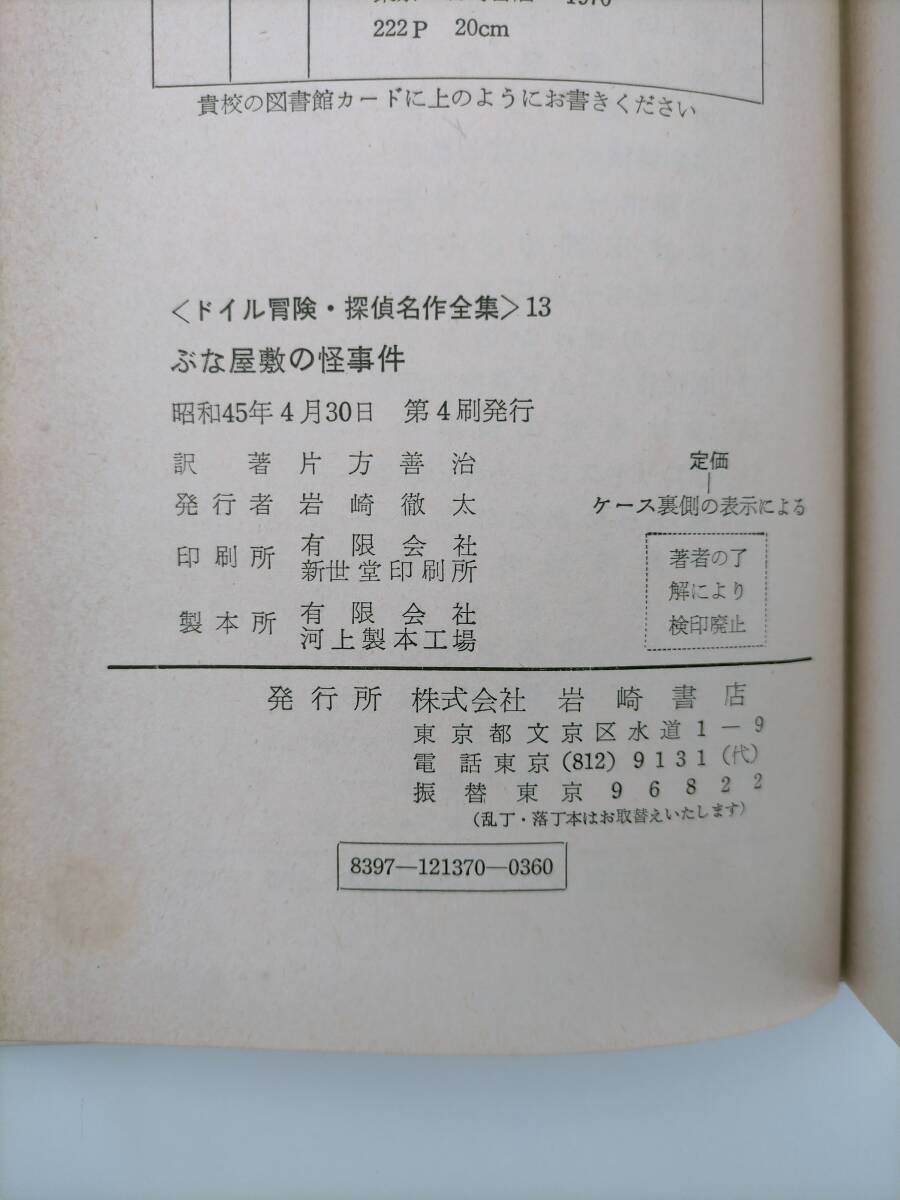 1970
222P 20cm
貴校の図書館カードに上のようにお書きください
＜ドイル冒険・探偵名作全集＞13
ぶな屋敷の怪事件
昭和45年4月30日 第4刷発行
訳著 片方善治
発行者 岩崎徹太
印刷所 有限会社
新世堂印刷所
製本所 有限会社
河上製本工場
定価
ケース裏側の表示による
著者の了
解により
検印廃止
発行所 株式会社 岩崎書店
東京都文京区水道1－9
電話東京(812)9131(代)
振替東京96822
(乱丁・落丁本はお取替えいたします)
8397—121370—0360